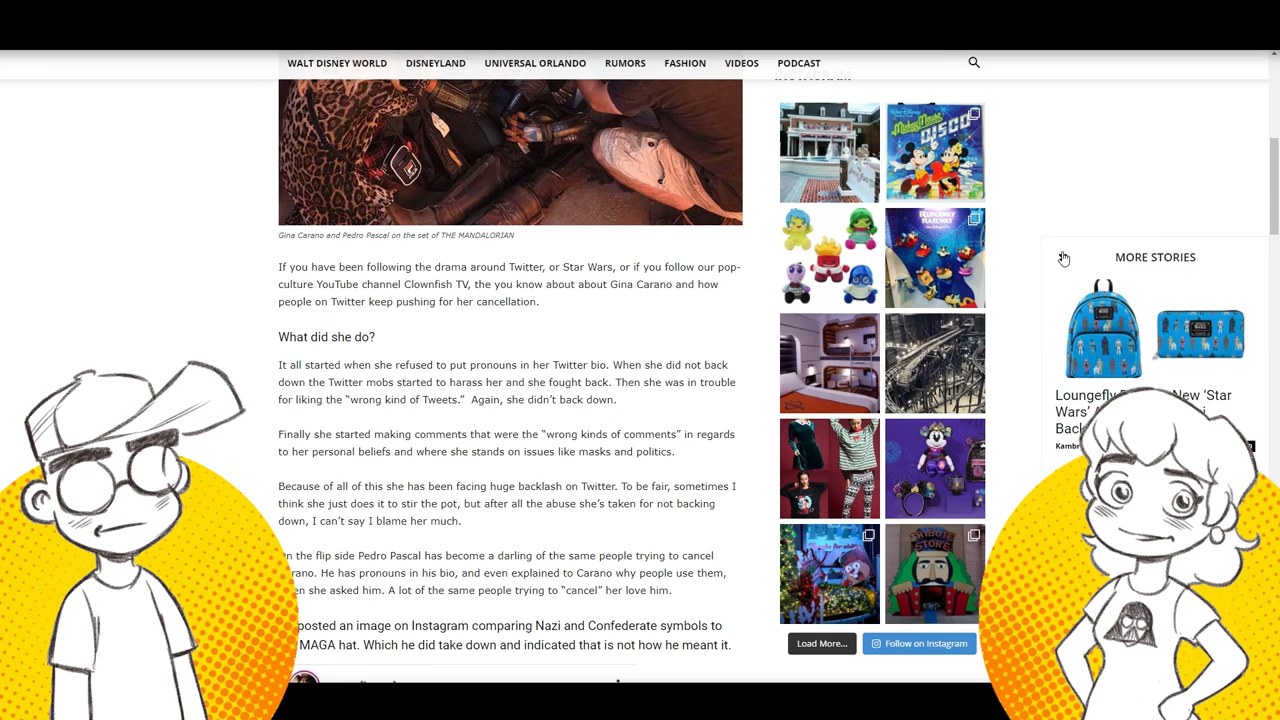 WALT DISNEY WORLD
DISNEYLAND
UNIVERSAL ORLANDO
RUMORS
FASHION
VIDEOS
PODCAST
Gina Carano and Pedro Pascal on the set of THE MANDALORIAN
If you have been following the drama around Twitter, or Star Wars, or if you follow our pop-
culture YouTube channel Clownfish TV, the you know about about Gina Carano and how
people on Twitter keep pushing for her cancellation.
What did she do?
It all started when she refused to put pronouns in her Twitter bio. When she did not back
down the Twitter mobs started to harass her and she fought back. Then she was in trouble
for liking the “wrong kind of Tweets.” Again, she didn’t back down.
Finally she started making comments that were the “wrong kinds of comments” in regards
to her personal beliefs and where she stands on issues like masks and politics.
Because of all of this she has been facing huge backlash on Twitter. To be fair, sometimes I
think she just does it to stir the pot, but after all the abuse she’s taken for not backing
down, I can’t say I blame her much.
n the flip side Pedro Pascal has become a darling of the same people trying to cancel
rano. He has pronouns in his bio, and even explained to Carano why people use them,
en she asked him. A lot of the same people trying to “cancel” her love him.
posted an image on Instagram comparing Nazi and Confederate symbols to
MAGA hat. Which he did take down and indicated that is not how he meant it.
Mickey Mouse
DISCO
RUNAWAY
RAILWAY
TRIBUTE
STORE
Load More...
Follow on Instagram
MORE STORIES
Loungefly New ‘Star
Wars’
Back
Kamb